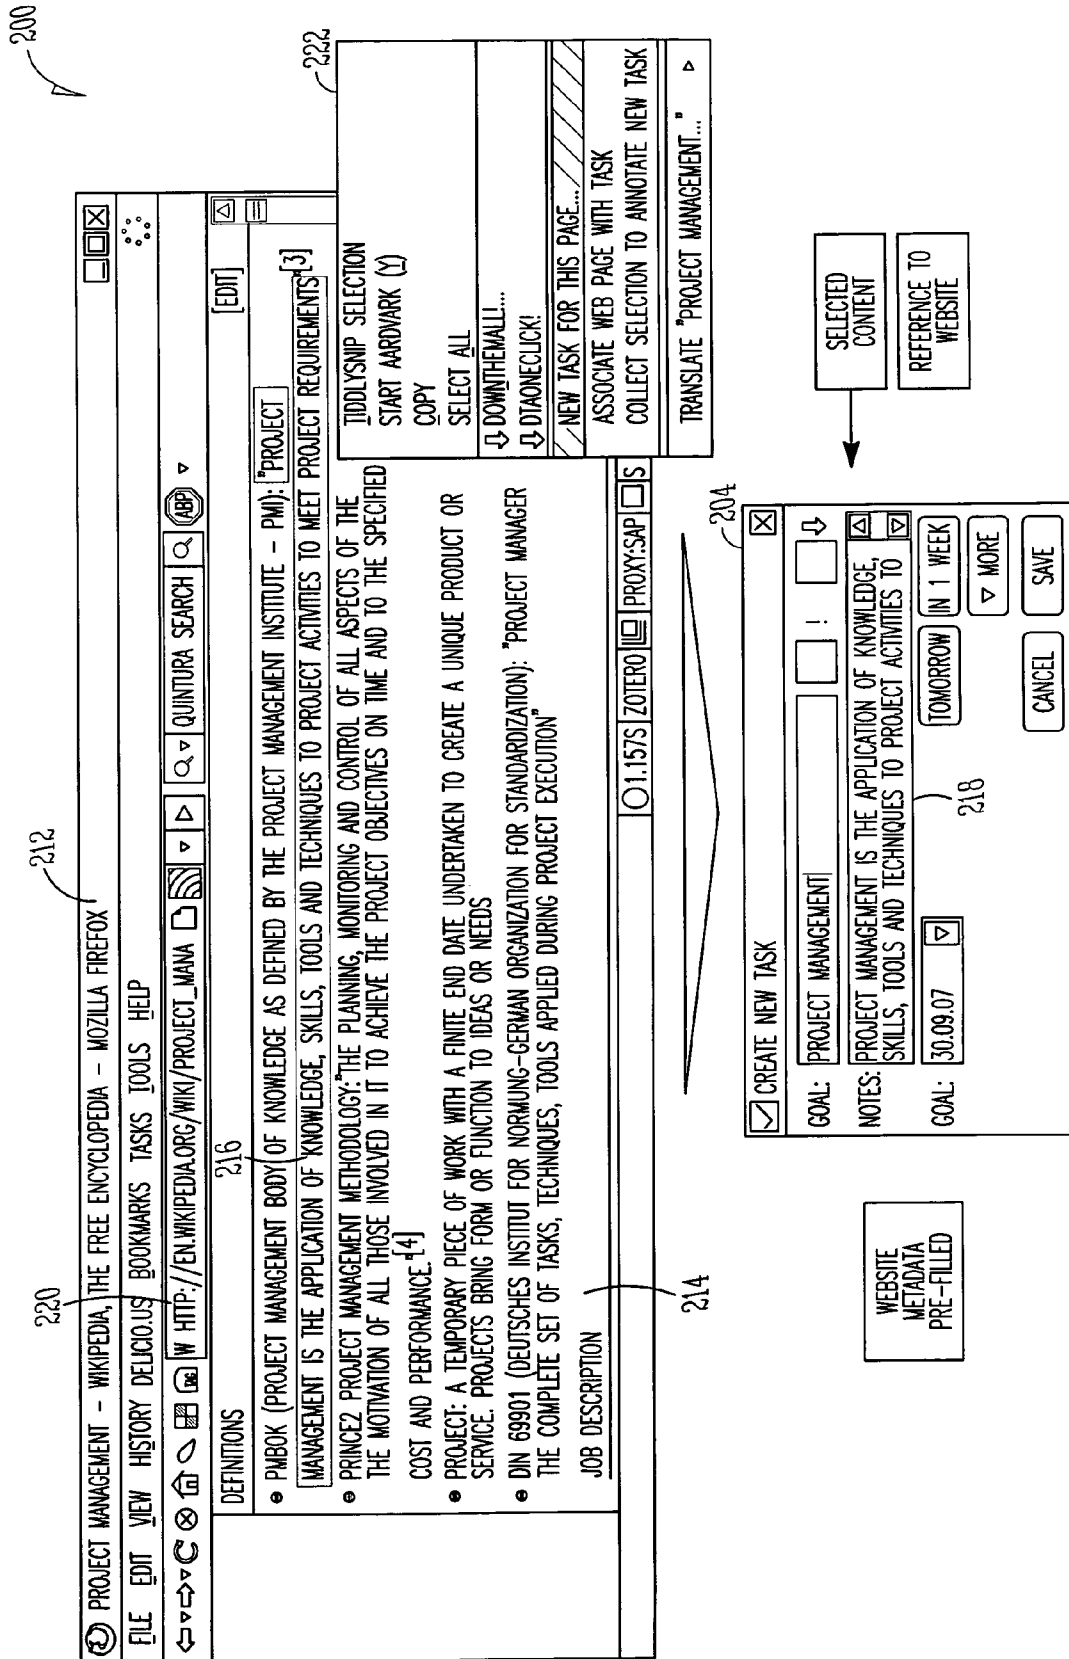 200
212
PROJECT MANAGEMENT – WIKIPEDIA, THE FREE ENCYCLOPEDIA – MOZILLA FIREFOX
FILE EDIT VIEW HISTORY DELICIO.US BOOKMARKS TASKS TOOLS HELP
220
TAG W HTTP://EN.WIKIPEDIA.ORG/WIKI/PROJECT_MANA QUINTURA SEARCH ABP
DEFINITIONS [EDIT]
216
PMBOK (PROJECT MANAGEMENT BODY OF KNOWLEDGE AS DEFINED BY THE PROJECT MANAGEMENT INSTITUTE – PMI): "PROJECT
MANAGEMENT IS THE APPLICATION OF KNOWLEDGE, SKILLS, TOOLS AND TECHNIQUES TO PROJECT ACTIVITIES TO MEET PROJECT REQUIREMENTS"[3]
PRINCE2 PROJECT MANAGEMENT METHODOLOGY:"THE PLANNING, MONITORING AND CONTROL OF ALL ASPECTS OF THE
THE MOTIVATION OF ALL THOSE INVOLVED IN IT TO ACHIEVE THE PROJECT OBJECTIVES ON TIME AND TO THE SPECIFIED
COST AND PERFORMANCE."[4]
PROJECT: A TEMPORARY PIECE OF WORK WITH A FINITE END DATE UNDERTAKEN TO CREATE A UNIQUE PRODUCT OR
SERVICE. PROJECTS BRING FORM OR FUNCTION TO IDEAS OR NEEDS
DIN 69901 (DEUTSCHES INSTITUT FOR NORMUNG–GERMAN ORGANIZATION FOR STANDARDIZATION): "PROJECT MANAGER
THE COMPLETE SET OF TASKS, TECHNIQUES, TOOLS APPLIED DURING PROJECT EXECUTION"
JOB DESCRIPTION
214
1.157S ZOTERO PROXY:SAP S
222
TIDDLYSNIP SELECTION
START AARDVARK (Y)
COPY
SELECT ALL
DOWNTHEMALL!...
DTAONECLICK!
NEW TASK FOR THIS PAGE...
ASSOCIATE WEB PAGE WITH TASK
COLLECT SELECTION TO ANNOTATE NEW TASK
TRANSLATE "PROJECT MANAGEMENT..."
204
CREATE NEW TASK
GOAL: PROJECT MANAGEMENT !
NOTES: PROJECT MANAGEMENT IS THE APPLICATION OF KNOWLEDGE,
SKILLS, TOOLS AND TECHNIQUES TO PROJECT ACTIVITIES TO
218
GOAL: 30.09.07 TOMORROW IN 1 WEEK
MORE
CANCEL SAVE
SELECTED
CONTENT
REFERENCE TO
WEBSITE
WEBSITE
METADATA
PRE-FILLED